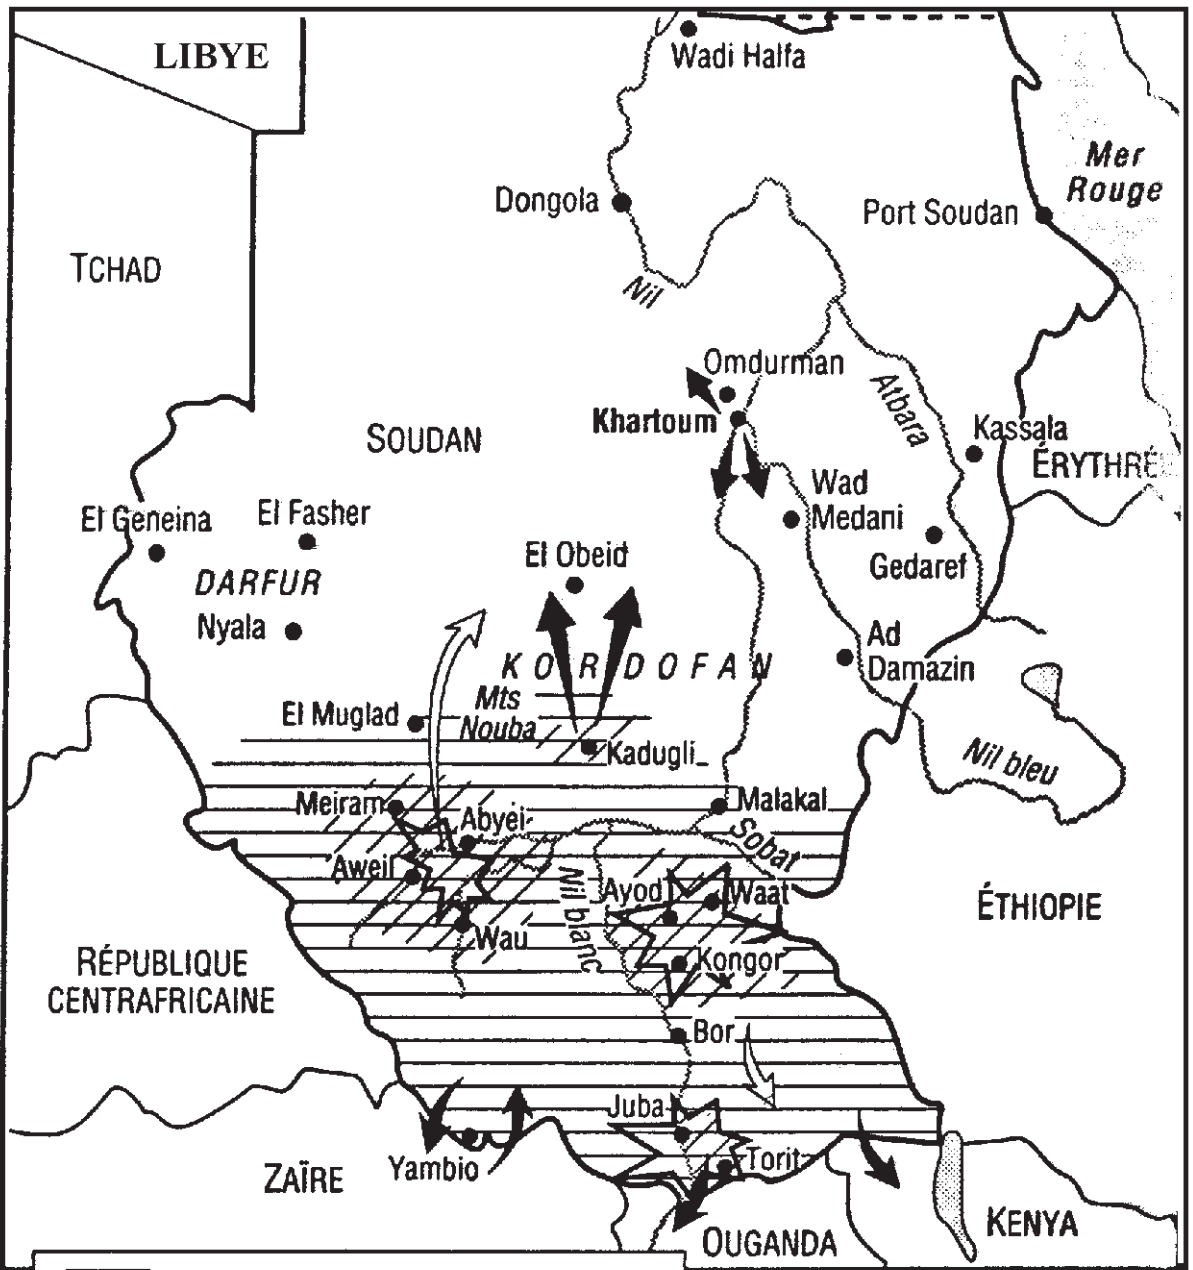 LIBYE
Wadi Halfa
Mer
Rouge
Dongola
Port Soudan
TCHAD
Nil
Omdurman
Atbara
Khartoum
Kassala
SOUDAN
ÉRYTHRÉE
Wad
Medani
El Geneina
El Fasher
El Obeid
Gedaref
DARFUR
Nyala
Ad
Damazin
KORDOFAN
Mts
Nouba
El Muglad
Kadugli
Nil bleu
Meiram
Malakal
Abyei
Sobat
Aweil
Nil blanc
Ayod
Waat
ÉTHIOPIE
Wau
Kongor
RÉPUBLIQUE
CENTRAFRICAINE
Bor
Juba
Yambio
Torit
ZAÏRE
KENYA
OUGANDA